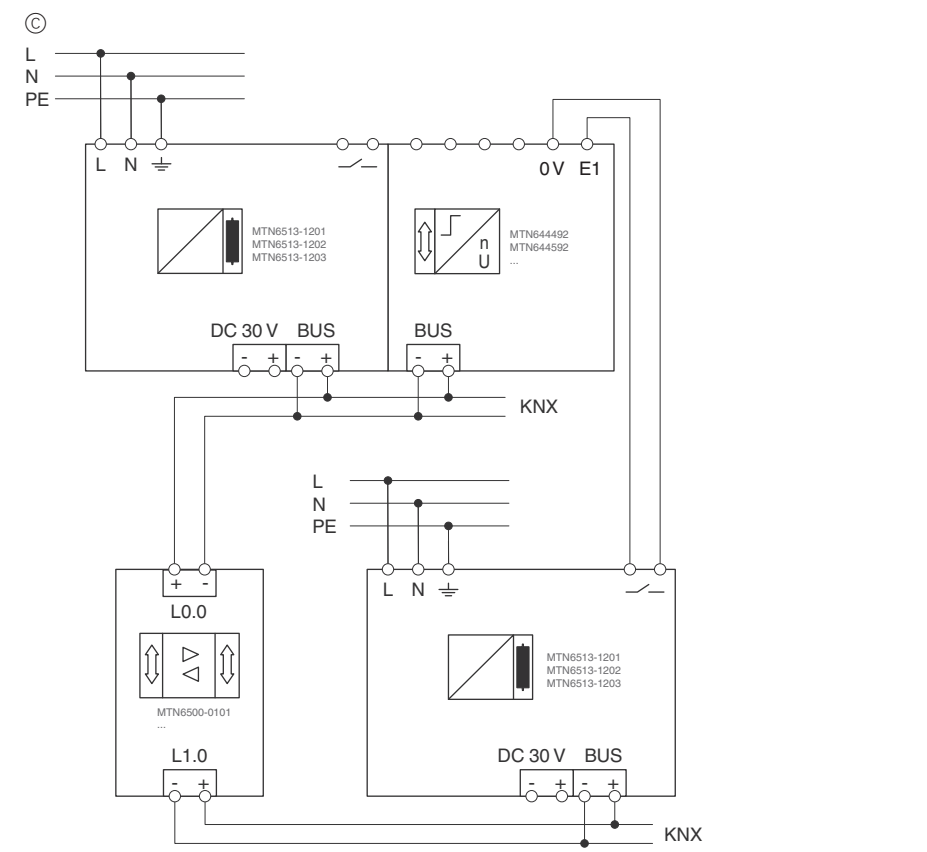 ©
L
N
PE
L N 0 V E1
MTN6513-1201
MTN6513-1202
MTN6513-1203
n
U
MTN644492
MTN644592
...
DC 30 V BUS BUS
- + - + - +
KNX
L
N
PE
+ -
L0.0
MTN6500-0101
...
L1.0
- +
L N
MTN6513-1201
MTN6513-1202
MTN6513-1203
DC 30 V BUS
- + - +
KNX